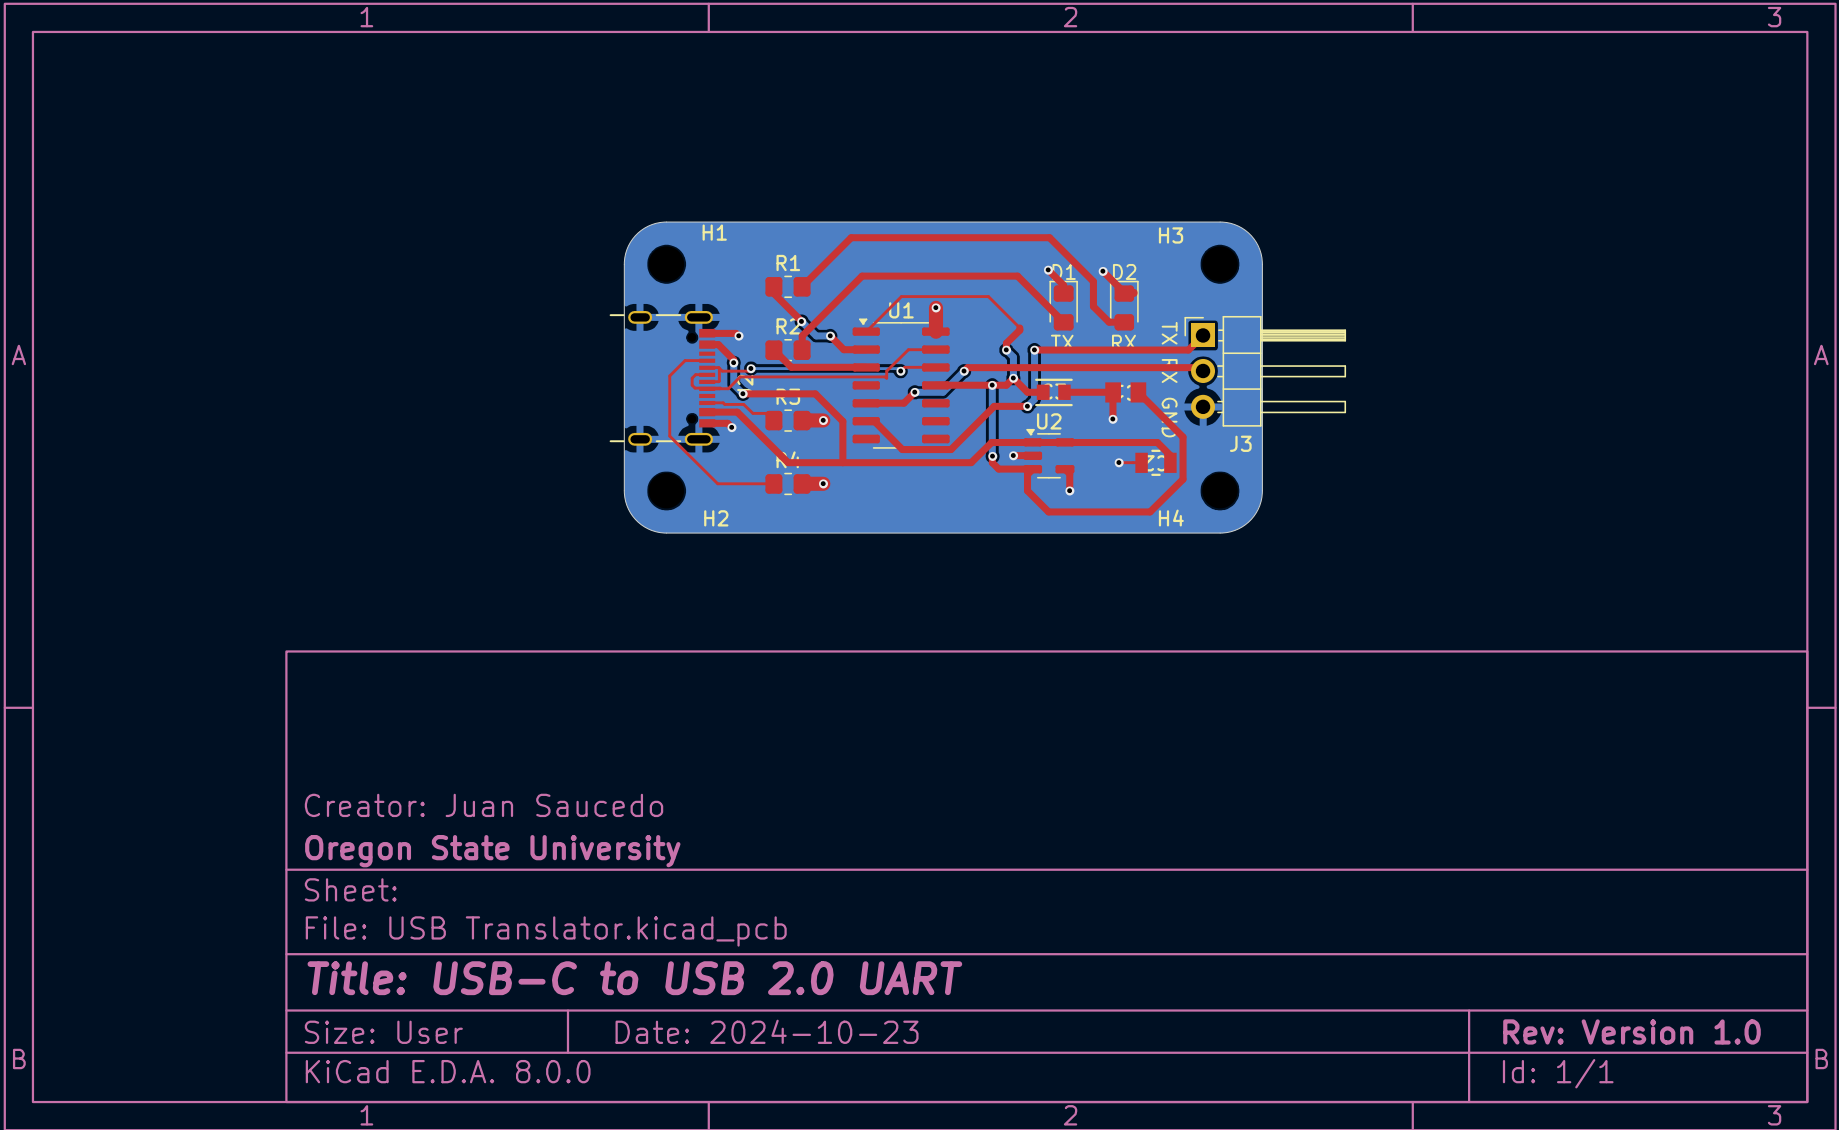 1 2 3
H1 H3
R1 D1 D2
U1
R2 TX RX TX
A A
RX
R3
GND
U2
J3
R4 C2
H2 H4
Creator: Juan Saucedo
Oregon State University
Sheet:
File: USB Translator.kicad_pcb
Title: USB-C to USB 2.0 UART
Size: User Date: 2024-10-23 Rev: Version 1.0
B B
KiCad E.D.A. 8.0.0 Id: 1/1
1 2 3